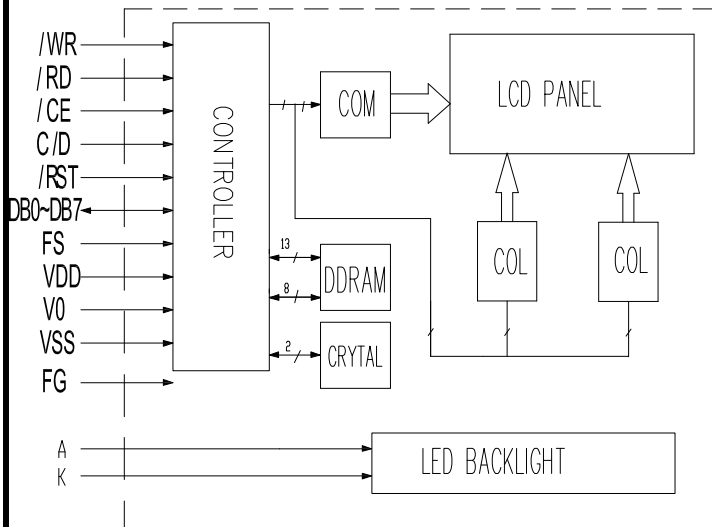 /WR
/RD
/CE
C/D
/RST
DB0~DB7
FS
VDD
V0
VSS
FG
A
K
CONTROLLER
COM
LCD PANEL
13
8
DDRAM
2
CRYTAL
COL
COL
LED BACKLIGHT